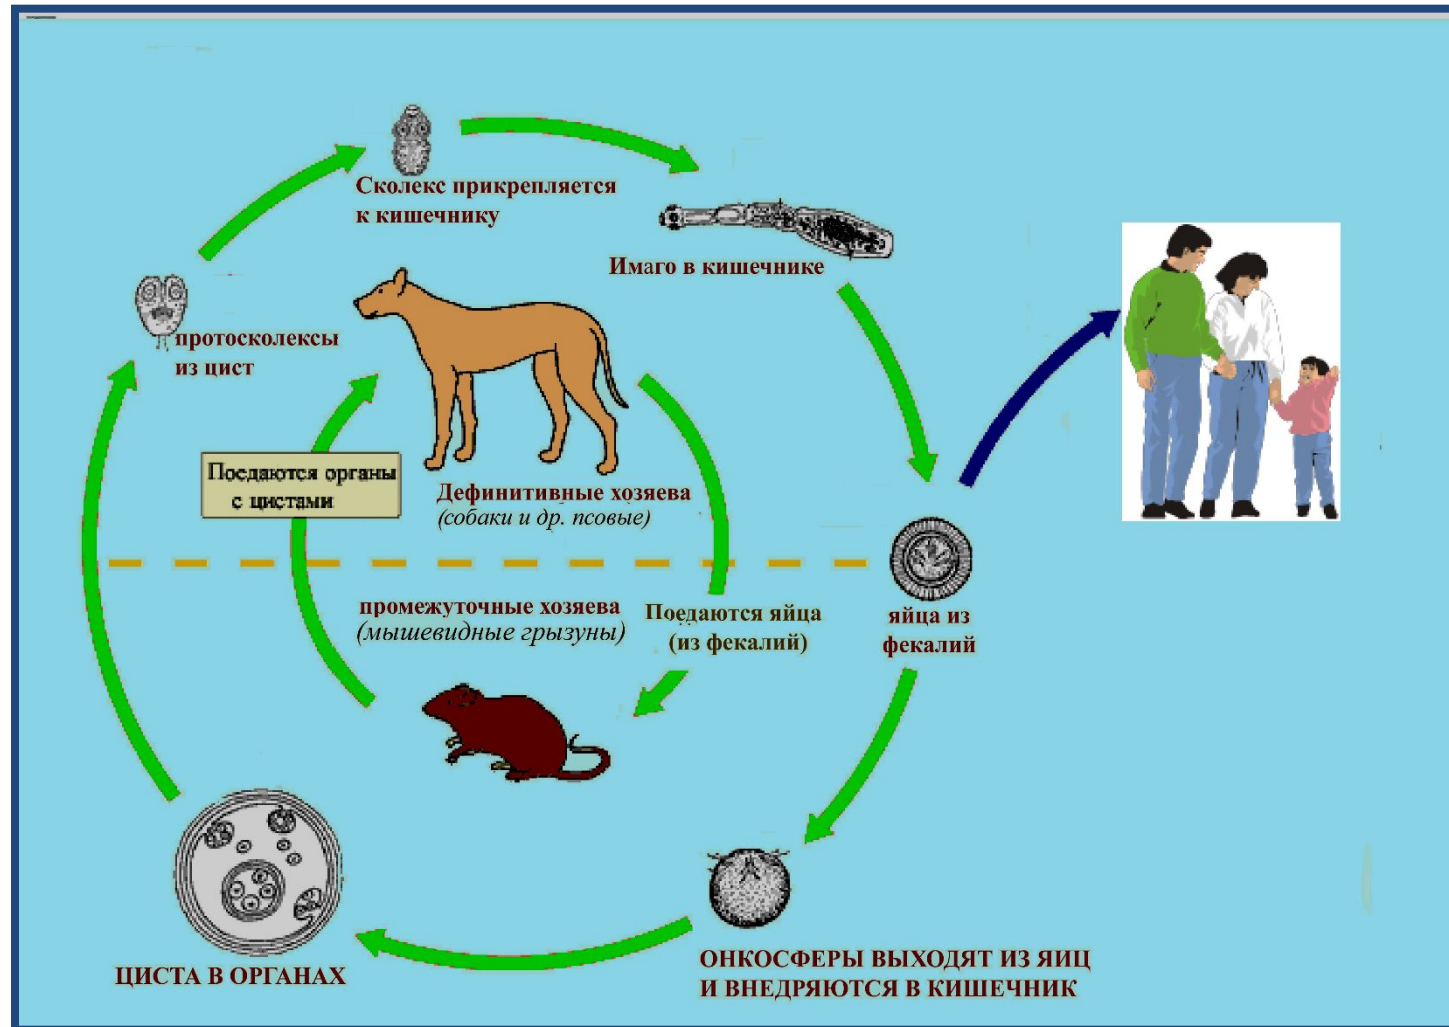 Сколекс прикрепляется
к кишечнику
Имаго в кишечнике
протосколексы
из цист
Поедаются органы
с цистами
Дефинитивные хозяева
(собаки и др. псовые)
промежуточные хозяева
(мышевидные грызуны)
Поедаются яйца
(из фекалий)
яйца из
фекалий
ЦИСТА В ОРГАНАХ
ОНКОСФЕРЫ ВЫХОДЯТ ИЗ ЯИЦ
И ВНЕДРЯЮТСЯ В КИШЕЧНИК